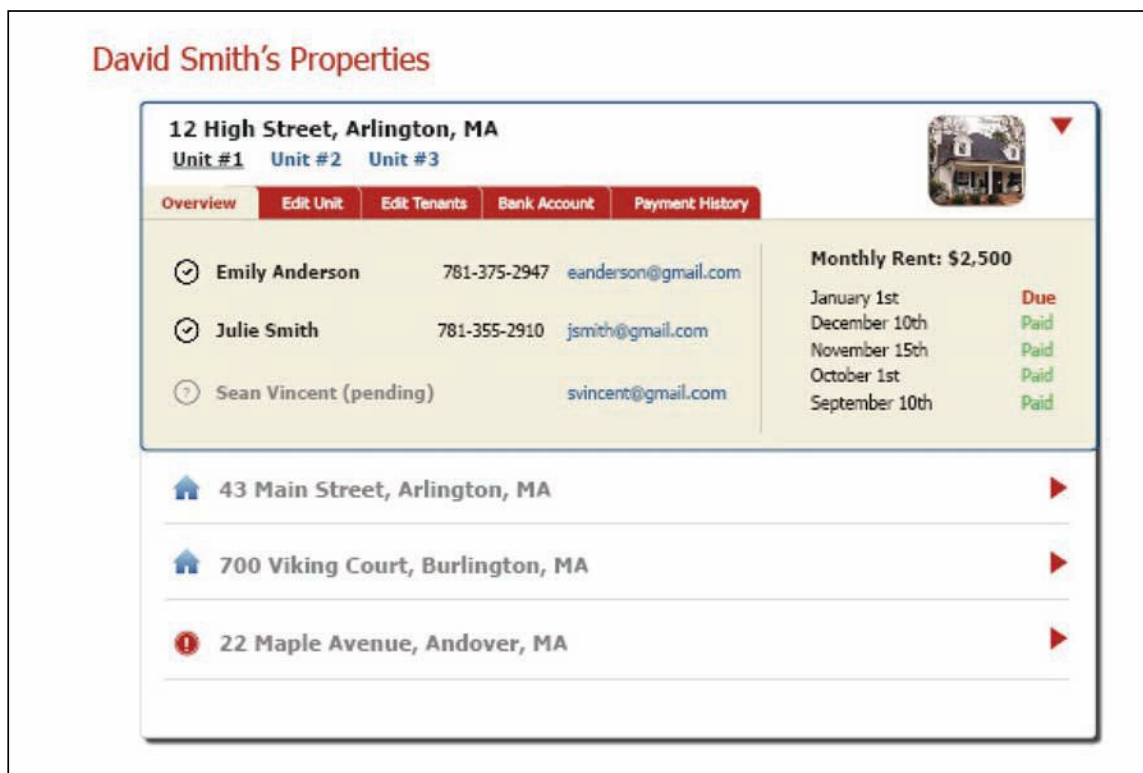 David Smith's Properties
12 High Street, Arlington, MA
Unit #1 Unit #2 Unit #3
Overview Edit Unit Edit Tenants Bank Account Payment History
Emily Anderson 781-375-2947 eanderson@gmail.com
Julie Smith 781-355-2910 jsmith@gmail.com
? Sean Vincent (pending) svincent@gmail.com
Monthly Rent: $2,500
January 1st Due
December 10th Paid
November 15th Paid
October 1st Paid
September 10th Paid
43 Main Street, Arlington, MA
700 Viking Court, Burlington, MA
! 22 Maple Avenue, Andover, MA